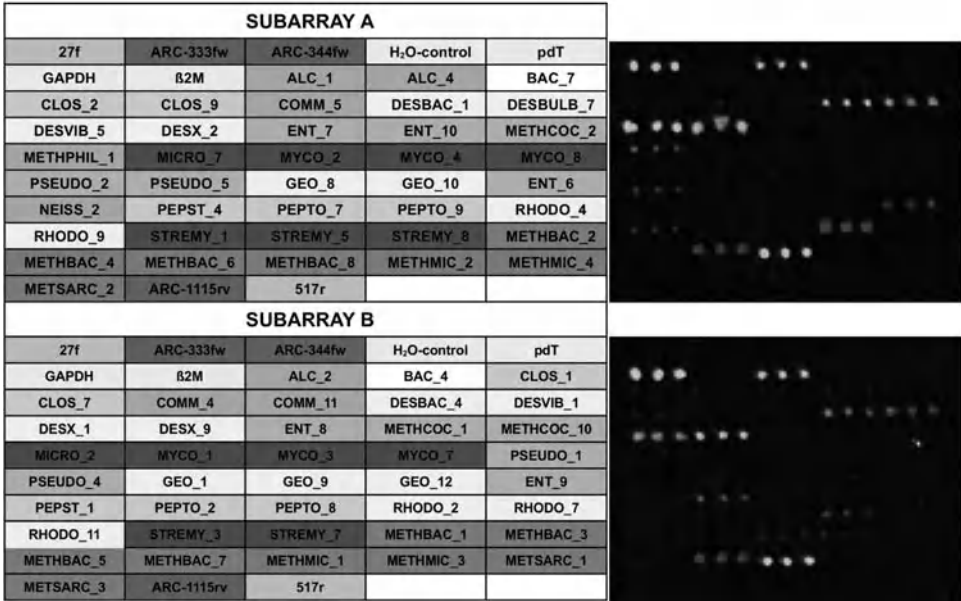 SUBARRAY A
27f ARC-333fw ARC-344fw H₂O-control pdT
GAPDH ß2M ALC_1 ALC_4 BAC_7
CLOS_2 CLOS_9 COMM_5 DESBAC_1 DESBULB_7
DESVIB_5 DESX_2 ENT_7 ENT_10 METHCOC_2
METHPHIL_1 MICRO_7 MYCO_2 MYCO_4 MYCO_8
PSEUDO_2 PSEUDO_5 GEO_8 GEO_10 ENT_6
NEISS_2 PEPST_4 PEPTO_7 PEPTO_9 RHODO_4
RHODO_9 STREMY_1 STREMY_5 STREMY_8 METHBAC_2
METHBAC_4 METHBAC_6 METHBAC_8 METHMIC_2 METHMIC_4
METSARC_2 ARC-1115rv 517r
SUBARRAY B
27f ARC-333fw ARC-344fw H₂O-control pdT
GAPDH ß2M ALC_2 BAC_4 CLOS_1
CLOS_7 COMM_4 COMM_11 DESBAC_4 DESVIB_1
DESX_1 DESX_9 ENT_8 METHCOC_1 METHCOC_10
MICRO_2 MYCO_1 MYCO_3 MYCO_7 PSEUDO_1
PSEUDO_4 GEO_1 GEO_9 GEO_12 ENT_9
PEPST_1 PEPTO_2 PEPTO_8 RHODO_2 RHODO_7
RHODO_11 STREMY_3 STREMY_7 METHBAC_1 METHBAC_3
METHBAC_5 METHBAC_7 METHMIC_1 METHMIC_3 METSARC_1
METSARC_3 ARC-1115rv 517r